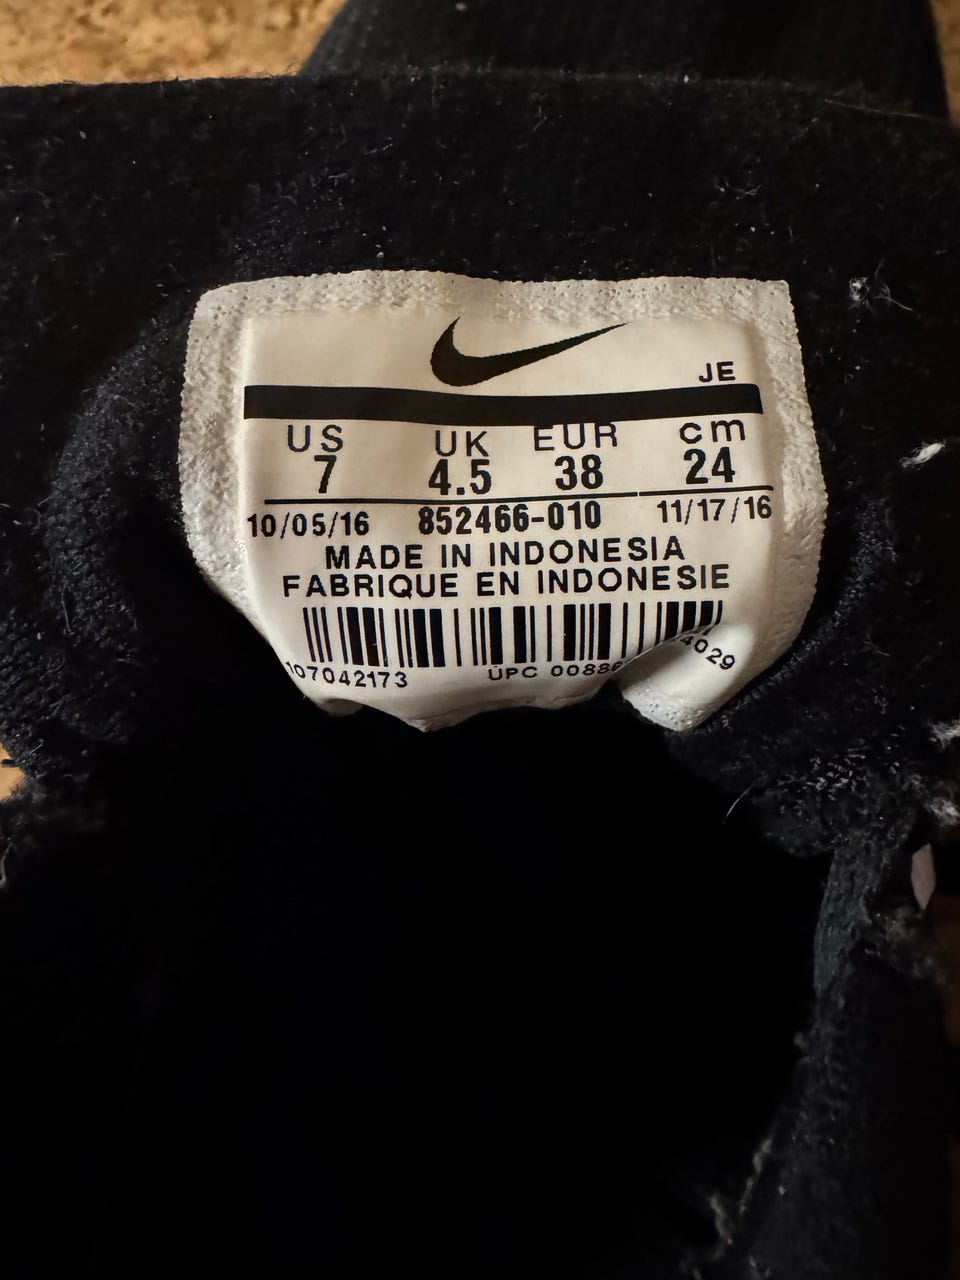 JE
US UK EUR cm
7 4.5 38 24
10/05/16 852466-010 11/17/16
MADE IN INDONESIA
FABRIQUE EN INDONESIE
107042173 UPC